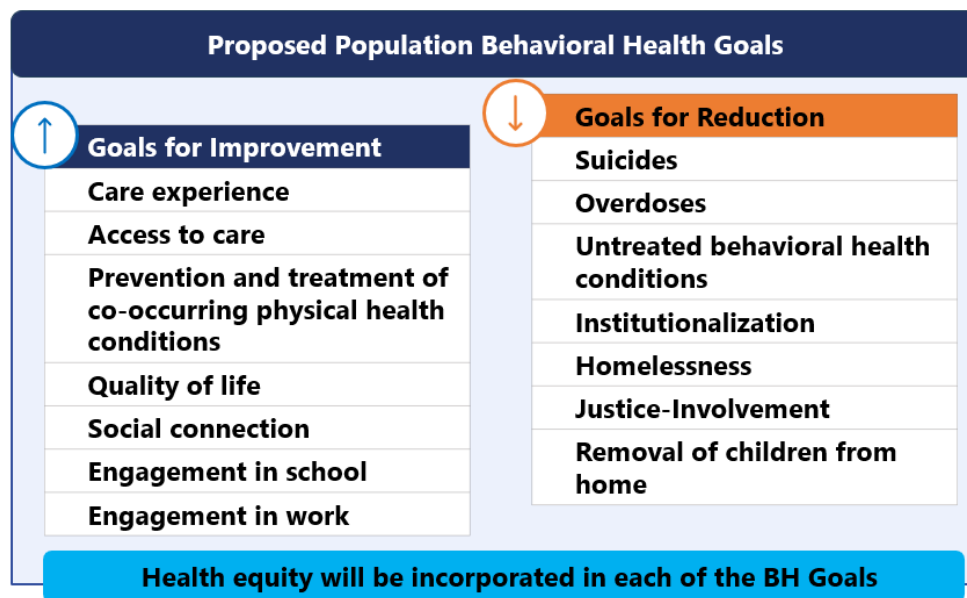 Proposed Population Behavioral Health Goals
Goals for Improvement
Care experience
Access to care
Prevention and treatment of
co-occurring physical health
conditions
Quality of life
Social connection
Engagement in school
Engagement in work
Goals for Reduction
Suicides
Overdoses
Untreated behavioral health
conditions
Institutionalization
Homelessness
Justice-Involvement
Removal of children from
home
Health equity will be incorporated in each of the BH Goals